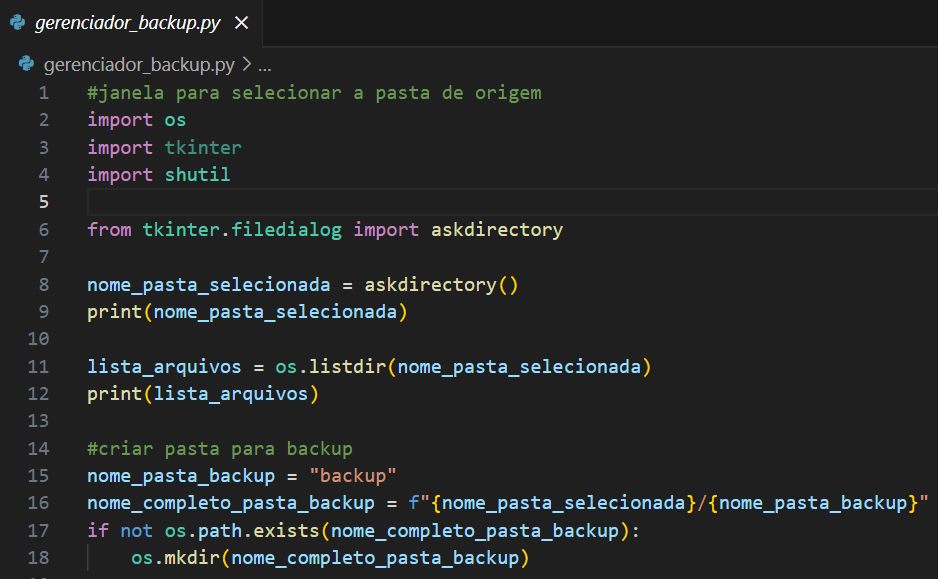 gerenciador_backup.py ×
gerenciador_backup.py > ...
1 #janela para selecionar a pasta de origem
2 import os
3 import tkinter
4 import shutil
5
6 from tkinter.filedialog import askdirectory
7
8 nome_pasta_selecionada = askdirectory()
9 print(nome_pasta_selecionada)
10
11 lista_arquivos = os.listdir(nome_pasta_selecionada)
12 print(lista_arquivos)
13
14 #criar pasta para backup
15 nome_pasta_backup = "backup"
16 nome_completo_pasta_backup = f"{nome_pasta_selecionada}/{nome_pasta_backup}"
17 if not os.path.exists(nome_completo_pasta_backup):
18     os.mkdir(nome_completo_pasta_backup)